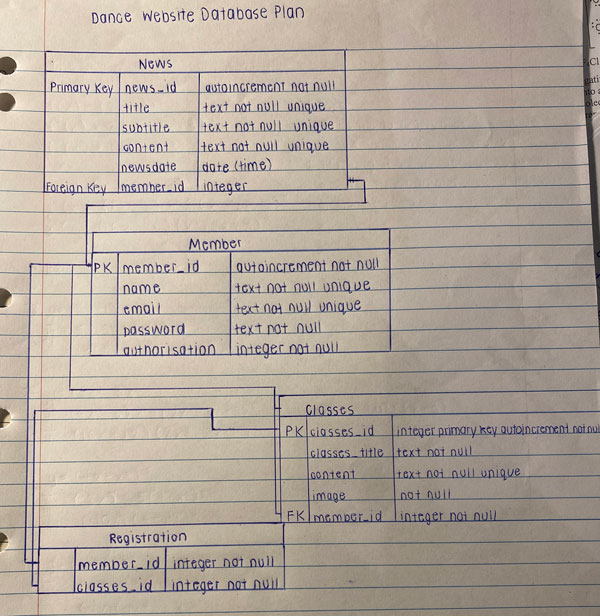 Dance Website Database Plan
News
Primary Key news_id autoincrement not null
title text not null unique
subtitle text not null unique
content text not null unique
newsdate date (time)
Foreign Key member_id integer
Member
PK member_id autoincrement not null
name text not null unique
email text not null unique
password text not null
authorisation integer not null
Classes
PK classes_id integer primary key autoincrement not null
classes_title text not null
content text not null unique
image not null
FK member_id integer not null
Registration
member_id integer not null
classes_id integer not null